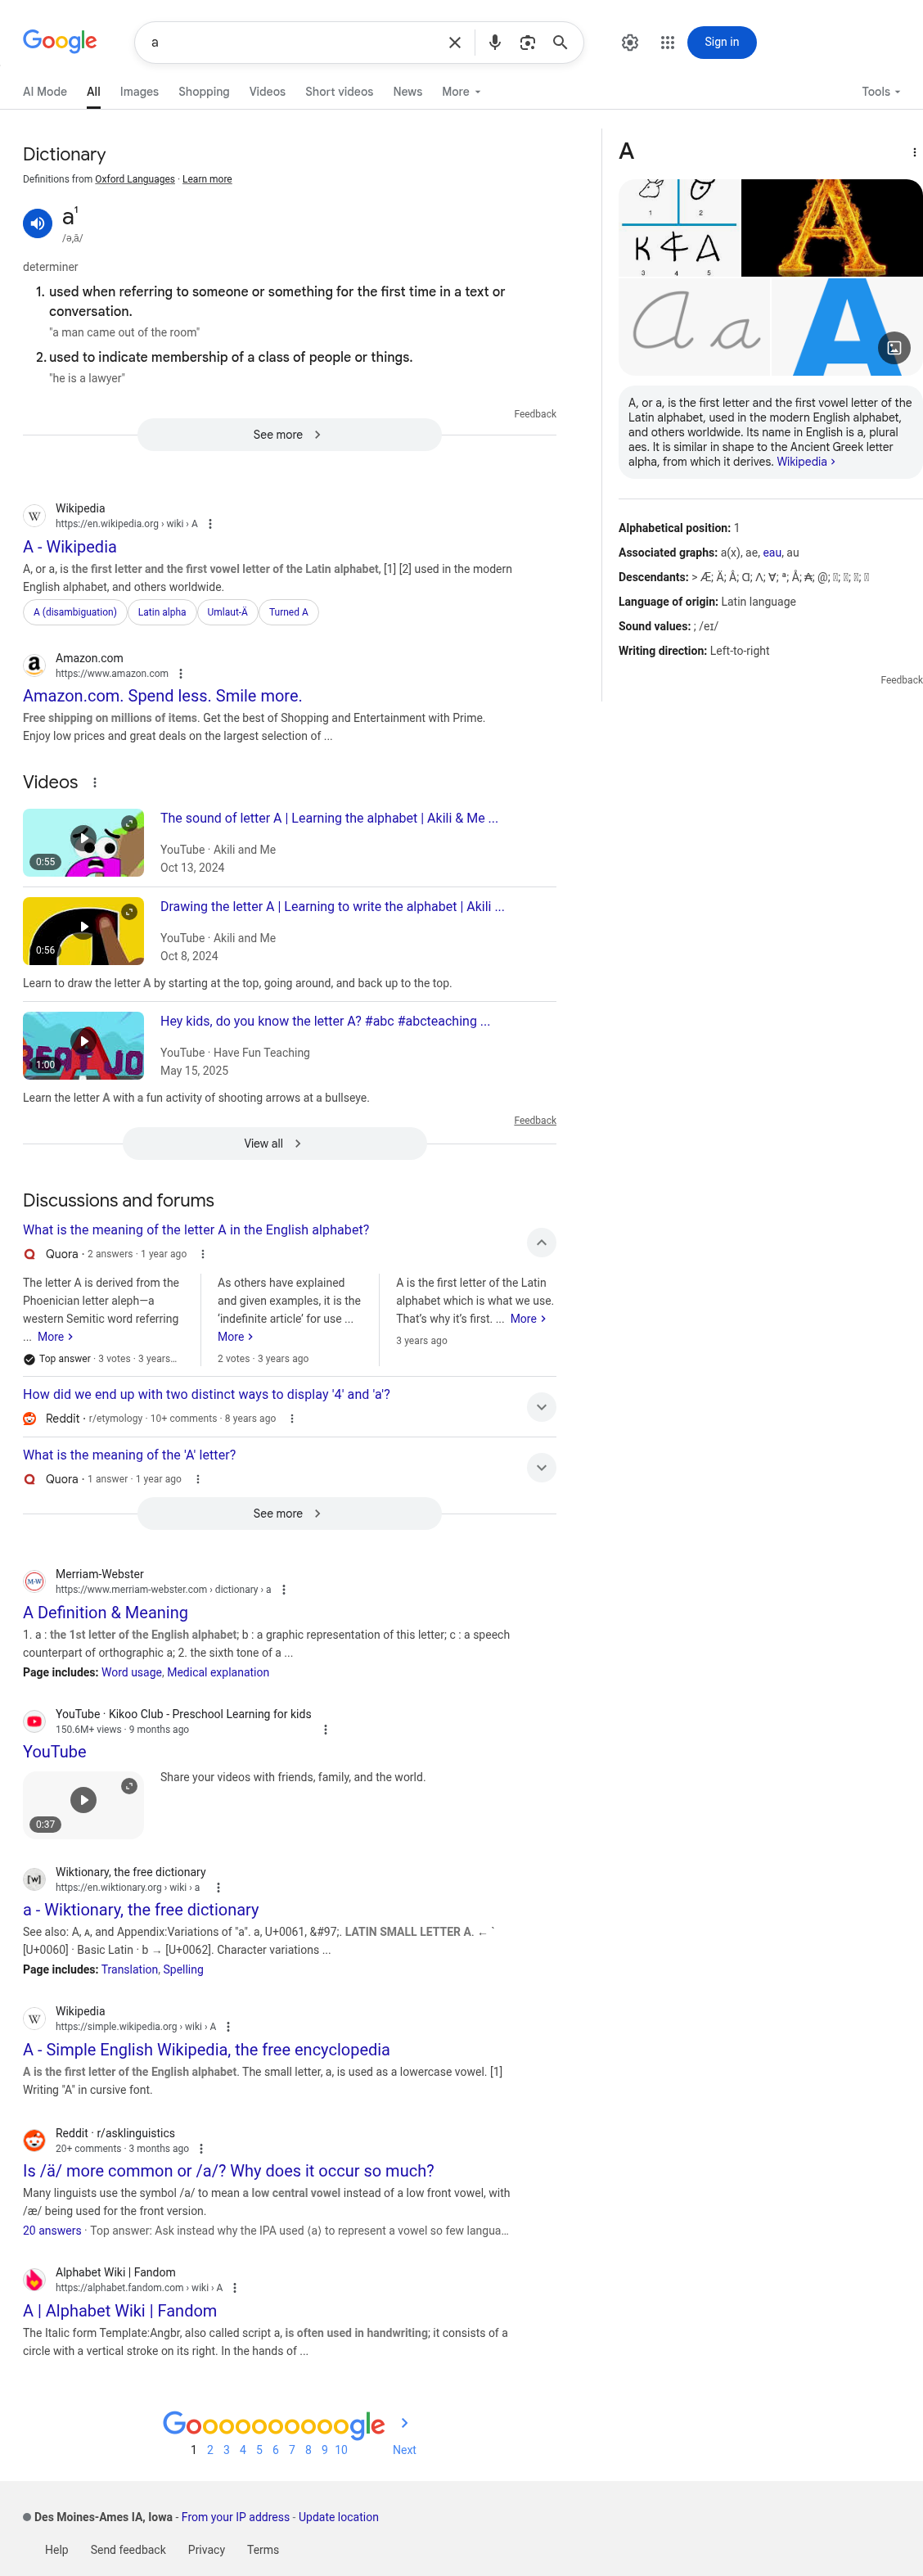 Google
a
Sign in
AI Mode
All
Images
Shopping
Videos
Short videos
News
More
Tools
Dictionary
Definitions from Oxford Languages · Learn more
a¹
/ə,ā/
determiner
1. used when referring to someone or something for the first time in a text or
conversation.
"a man came out of the room"
2. used to indicate membership of a class of people or things.
"he is a lawyer"
Feedback
See more
Wikipedia
https://en.wikipedia.org › wiki › A
A - Wikipedia
A, or a, is the first letter and the first vowel letter of the Latin alphabet, [1] [2] used in the modern
English alphabet, and others worldwide.
A (disambiguation)
Latin alpha
Umlaut-Ä
Turned A
Amazon.com
https://www.amazon.com
Amazon.com. Spend less. Smile more.
Free shipping on millions of items. Get the best of Shopping and Entertainment with Prime.
Enjoy low prices and great deals on the largest selection of ...
Videos
The sound of letter A | Learning the alphabet | Akili & Me ...
0:55
YouTube · Akili and Me
Oct 13, 2024
Drawing the letter A | Learning to write the alphabet | Akili ...
0:56
YouTube · Akili and Me
Oct 8, 2024
Learn to draw the letter A by starting at the top, going around, and back up to the top.
Hey kids, do you know the letter A? #abc #abcteaching ...
1:00
YouTube · Have Fun Teaching
May 15, 2025
Learn the letter A with a fun activity of shooting arrows at a bullseye.
Feedback
View all
Discussions and forums
What is the meaning of the letter A in the English alphabet?
Quora · 2 answers · 1 year ago
The letter A is derived from the
Phoenician letter aleph—a
western Semitic word referring
... More
Top answer · 3 votes · 3 years...
As others have explained
and given examples, it is the
‘indefinite article’ for use ...
More
2 votes · 3 years ago
A is the first letter of the Latin
alphabet which is what we use.
That’s why it’s first. ... More
3 years ago
How did we end up with two distinct ways to display '4' and 'a'?
Reddit · r/etymology · 10+ comments · 8 years ago
What is the meaning of the 'A' letter?
Quora · 1 answer · 1 year ago
See more
Merriam-Webster
https://www.merriam-webster.com › dictionary › a
A Definition & Meaning
1. a : the 1st letter of the English alphabet; b : a graphic representation of this letter; c : a speech
counterpart of orthographic a; 2. the sixth tone of a ...
Page includes: Word usage, Medical explanation
YouTube · Kikoo Club - Preschool Learning for kids
150.6M+ views · 9 months ago
YouTube
0:37
Share your videos with friends, family, and the world.
Wiktionary, the free dictionary
https://en.wiktionary.org › wiki › a
a - Wiktionary, the free dictionary
See also: A, ᴀ, and Appendix:Variations of "a". a, U+0061, &#97;. LATIN SMALL LETTER A. ← `
[U+0060] · Basic Latin · b → [U+0062]. Character variations ...
Page includes: Translation, Spelling
Wikipedia
https://simple.wikipedia.org › wiki › A
A - Simple English Wikipedia, the free encyclopedia
A is the first letter of the English alphabet. The small letter, a, is used as a lowercase vowel. [1]
Writing "A" in cursive font.
Reddit · r/asklinguistics
20+ comments · 3 months ago
Is /ä/ more common or /a/? Why does it occur so much?
Many linguists use the symbol /a/ to mean a low central vowel instead of a low front vowel, with
/æ/ being used for the front version.
20 answers · Top answer: Ask instead why the IPA used ⟨a⟩ to represent a vowel so few langua...
Alphabet Wiki | Fandom
https://alphabet.fandom.com › wiki › A
A | Alphabet Wiki | Fandom
The Italic form Template:Angbr, also called script a, is often used in handwriting; it consists of a
circle with a vertical stroke on its right. In the hands of ...
Goooooooooogle
1 2 3 4 5 6 7 8 9 10 Next
A
1 2
3 4 5
A
Aa
A
A, or a, is the first letter and the first vowel letter of the
Latin alphabet, used in the modern English alphabet,
and others worldwide. Its name in English is a, plural
aes. It is similar in shape to the Ancient Greek letter
alpha, from which it derives. Wikipedia
Alphabetical position: 1
Associated graphs: a(x), ae, eau, au
Descendants: > Æ; Ä; Â; Ɑ; Λ; Ɐ; ª; Å; ₳; @;
Language of origin: Latin language
Sound values: ; /eɪ/
Writing direction: Left-to-right
Feedback
Des Moines-Ames IA, Iowa - From your IP address - Update location
Help
Send feedback
Privacy
Terms